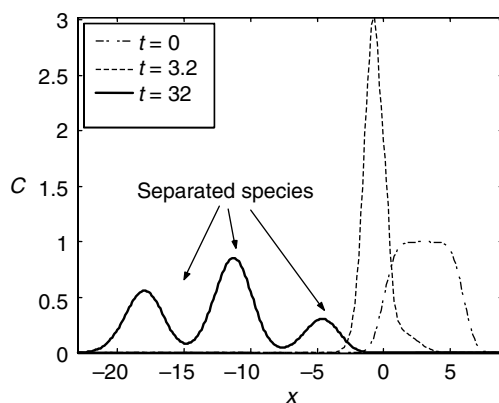 3
2.5
2
1.5
1
0.5
0
C
t = 0
t = 3.2
t = 32
Separated species
−20 −15 −10 −5 0 5
x